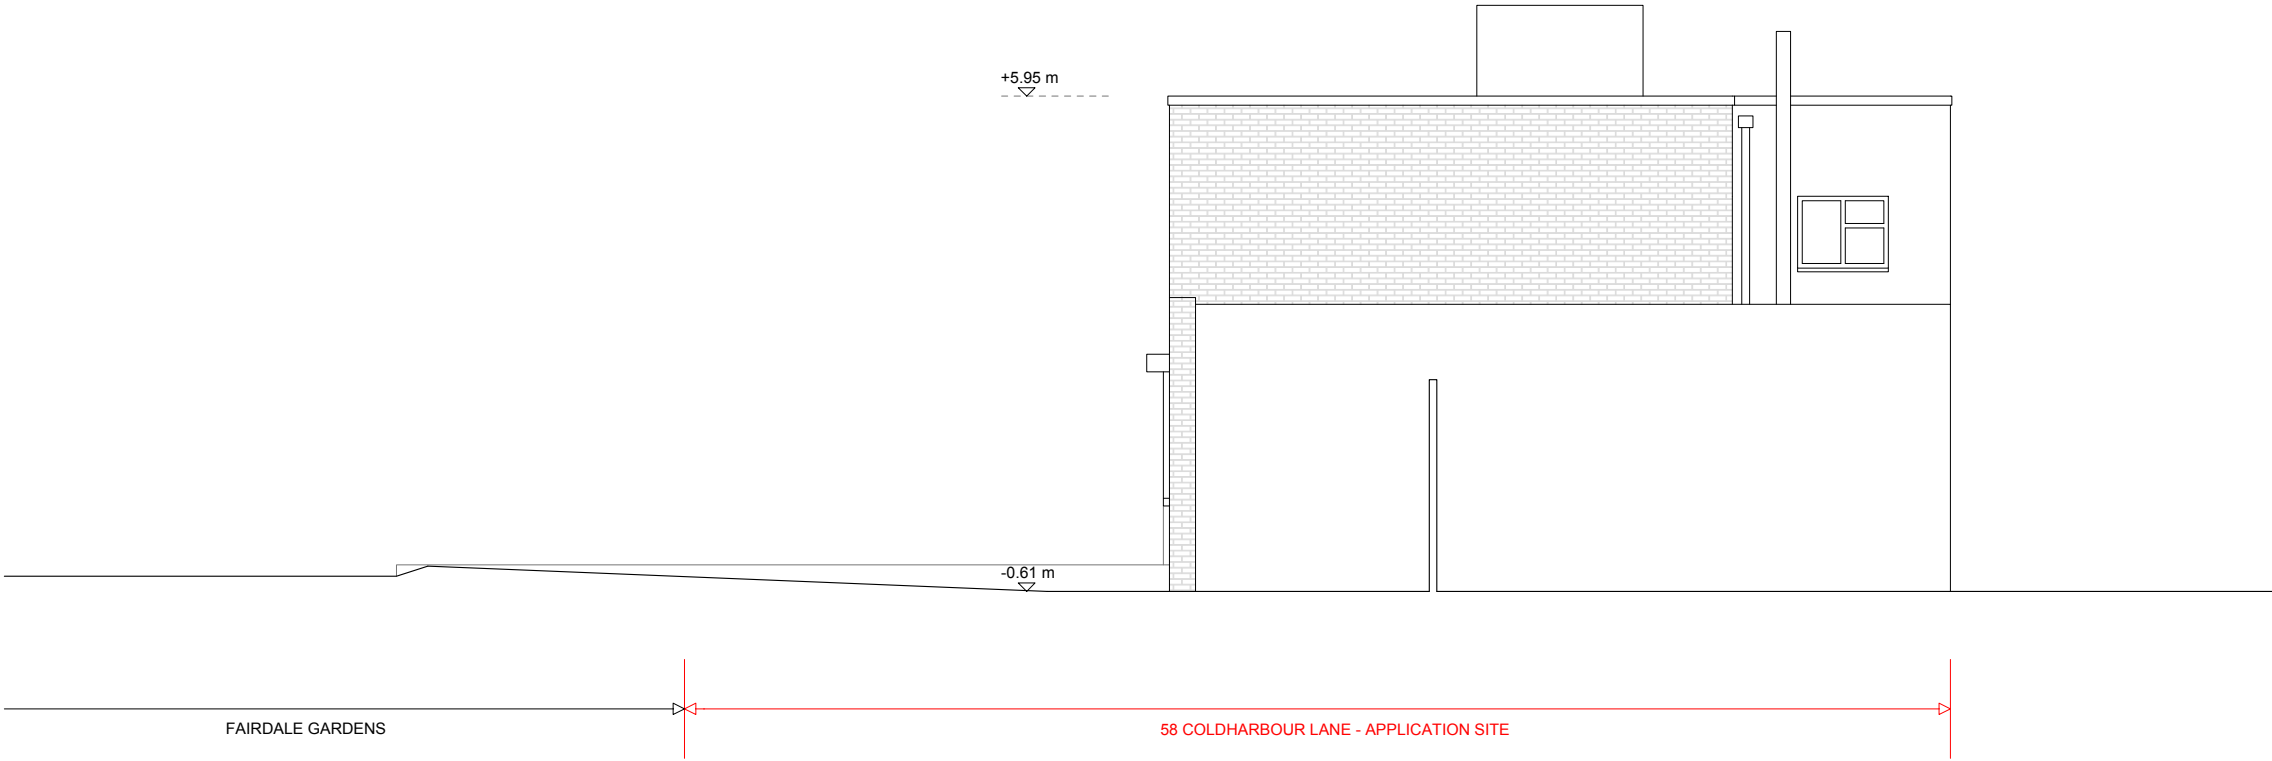 +5.95 m
-0.61 m
FAIRDALE GARDENS
58 COLDHARBOUR LANE - APPLICATION SITE